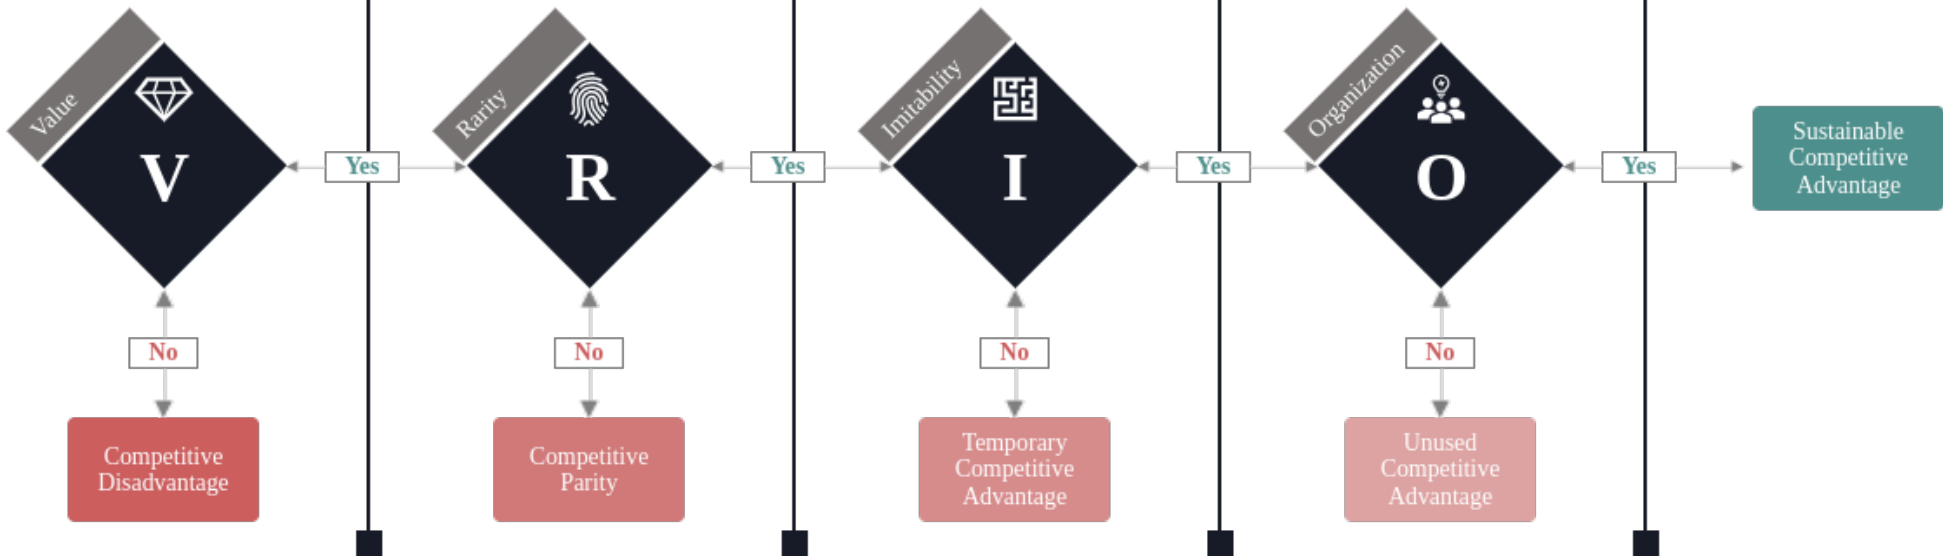 Value
V
Yes
No
Competitive
Disadvantage
Rarity
R
Yes
No
Competitive
Parity
Imitability
I
Yes
No
Temporary
Competitive
Advantage
Organization
O
Yes
No
Unused
Competitive
Advantage
Sustainable
Competitive
Advantage